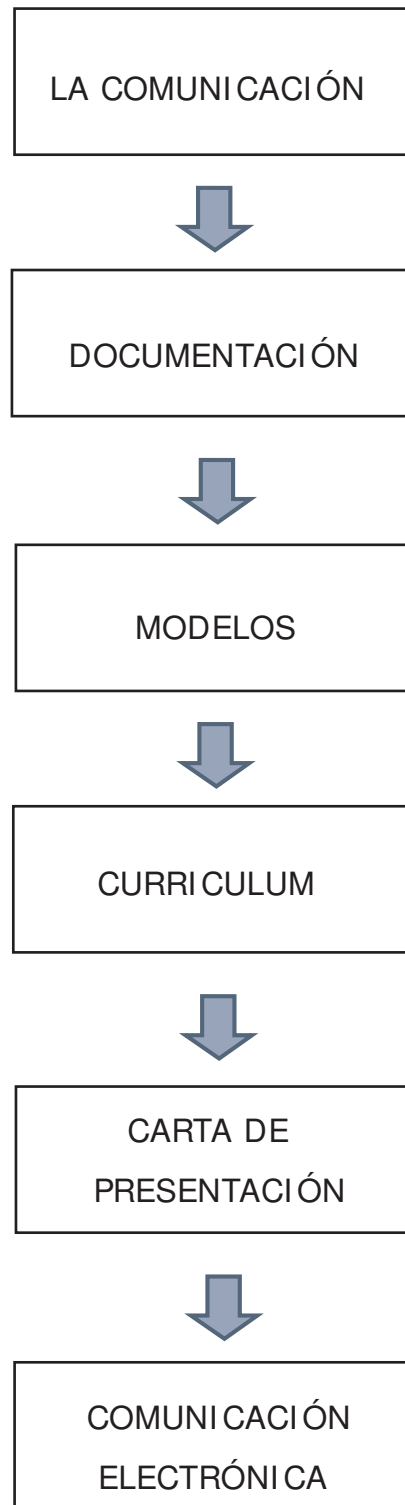 LA COMUNICACIÓN
DOCUMENTACIÓN
MODELOS
CURRICULUM
CARTA DE
PRESENTACIÓN
COMUNICACIÓN
ELECTRÓNICA